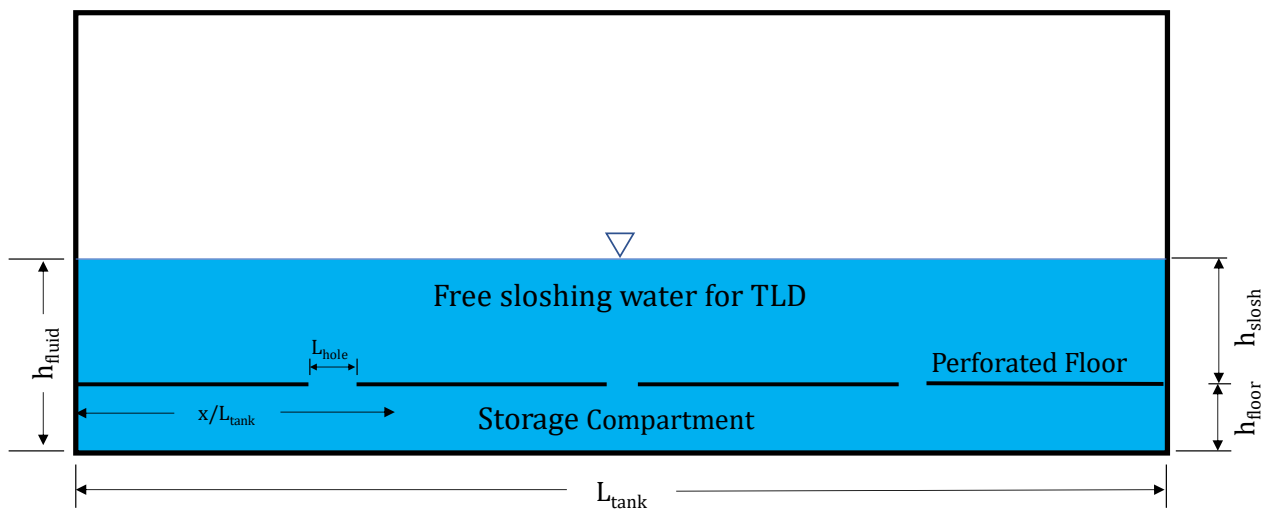 Free sloshing water for TLD
h_fluid
h_slosh
L_hole
Perforated Floor
x/L_tank
Storage Compartment
h_floor
L_tank